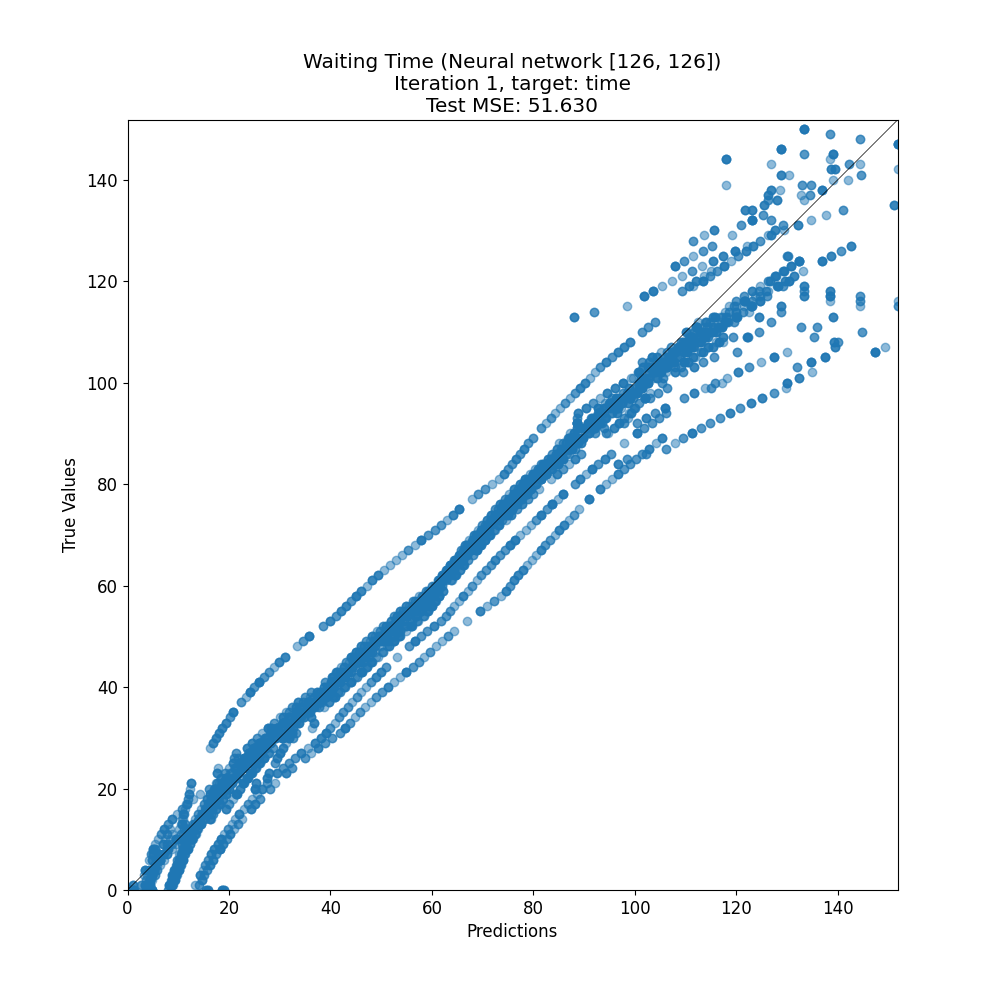 Waiting Time (Neural network [126, 126])
Iteration 1, target: time
Test MSE: 51.630
True Values
140
120
100
80
60
40
20
0
0 20 40 60 80 100 120 140
Predictions